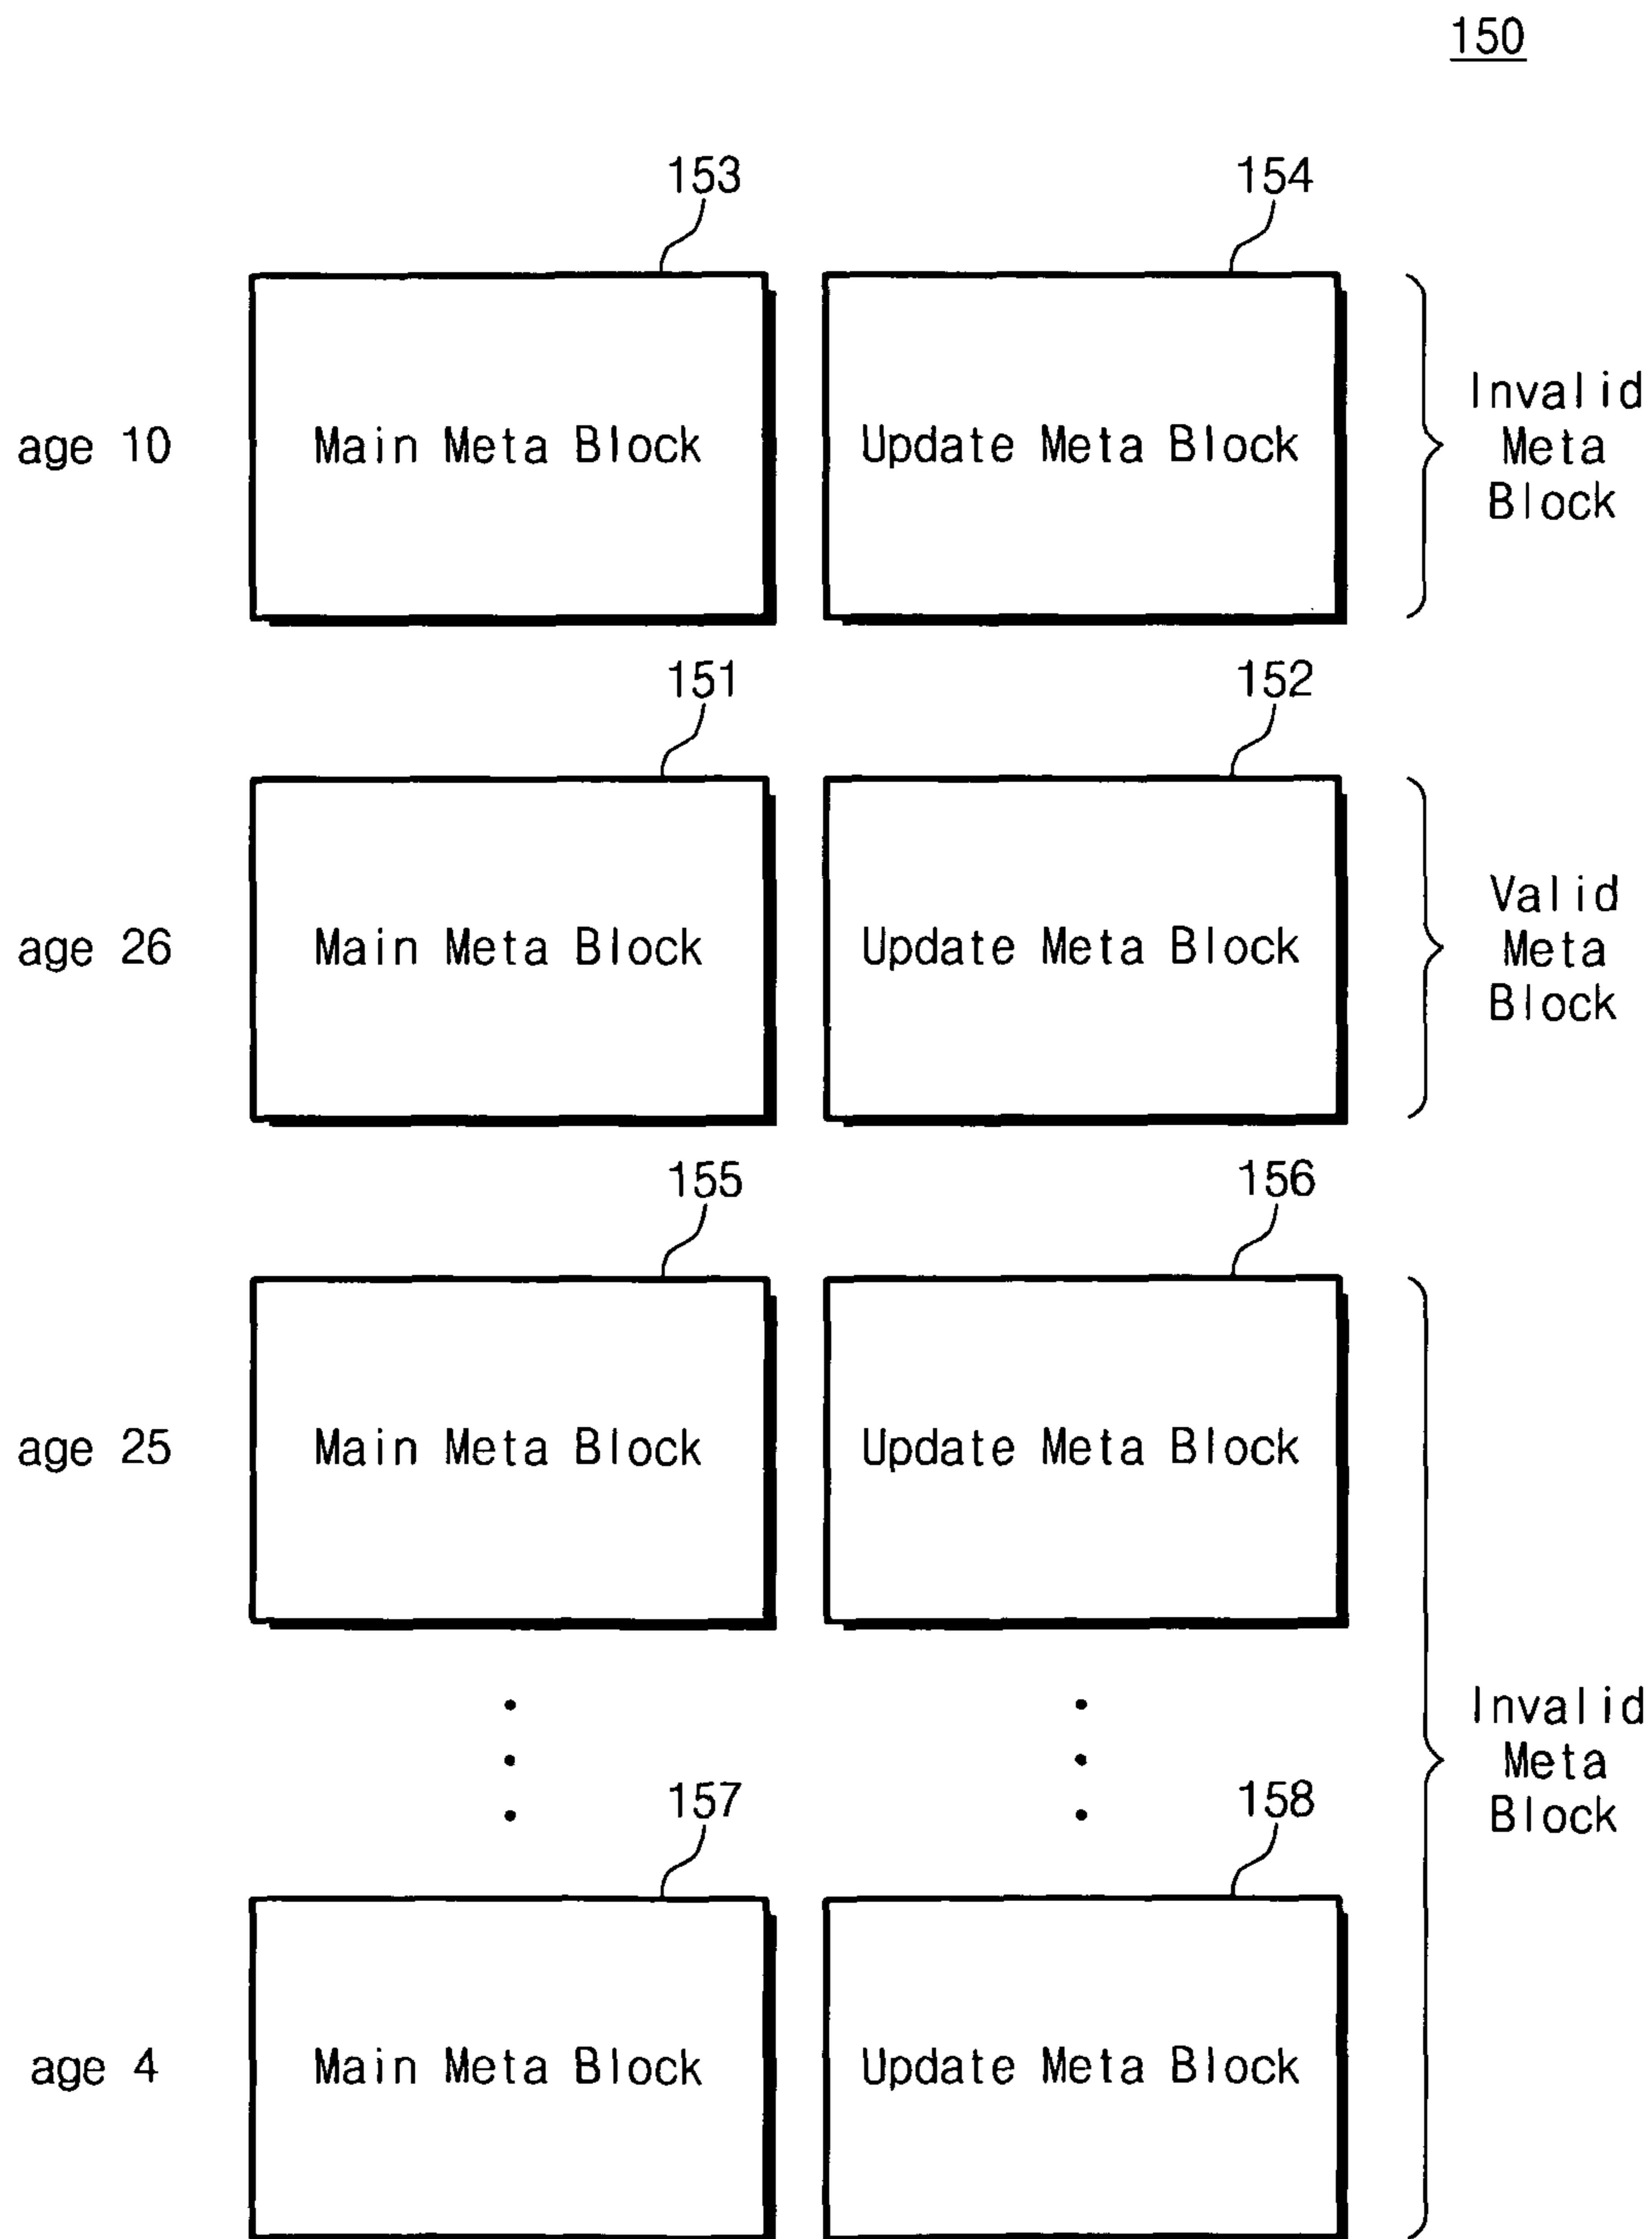 150
153
154
age 10
Main Meta Block
Update Meta Block
Invalid
Meta
Block
151
152
age 26
Main Meta Block
Update Meta Block
Valid
Meta
Block
155
156
age 25
Main Meta Block
Update Meta Block
Invalid
Meta
Block
157
158
age 4
Main Meta Block
Update Meta Block